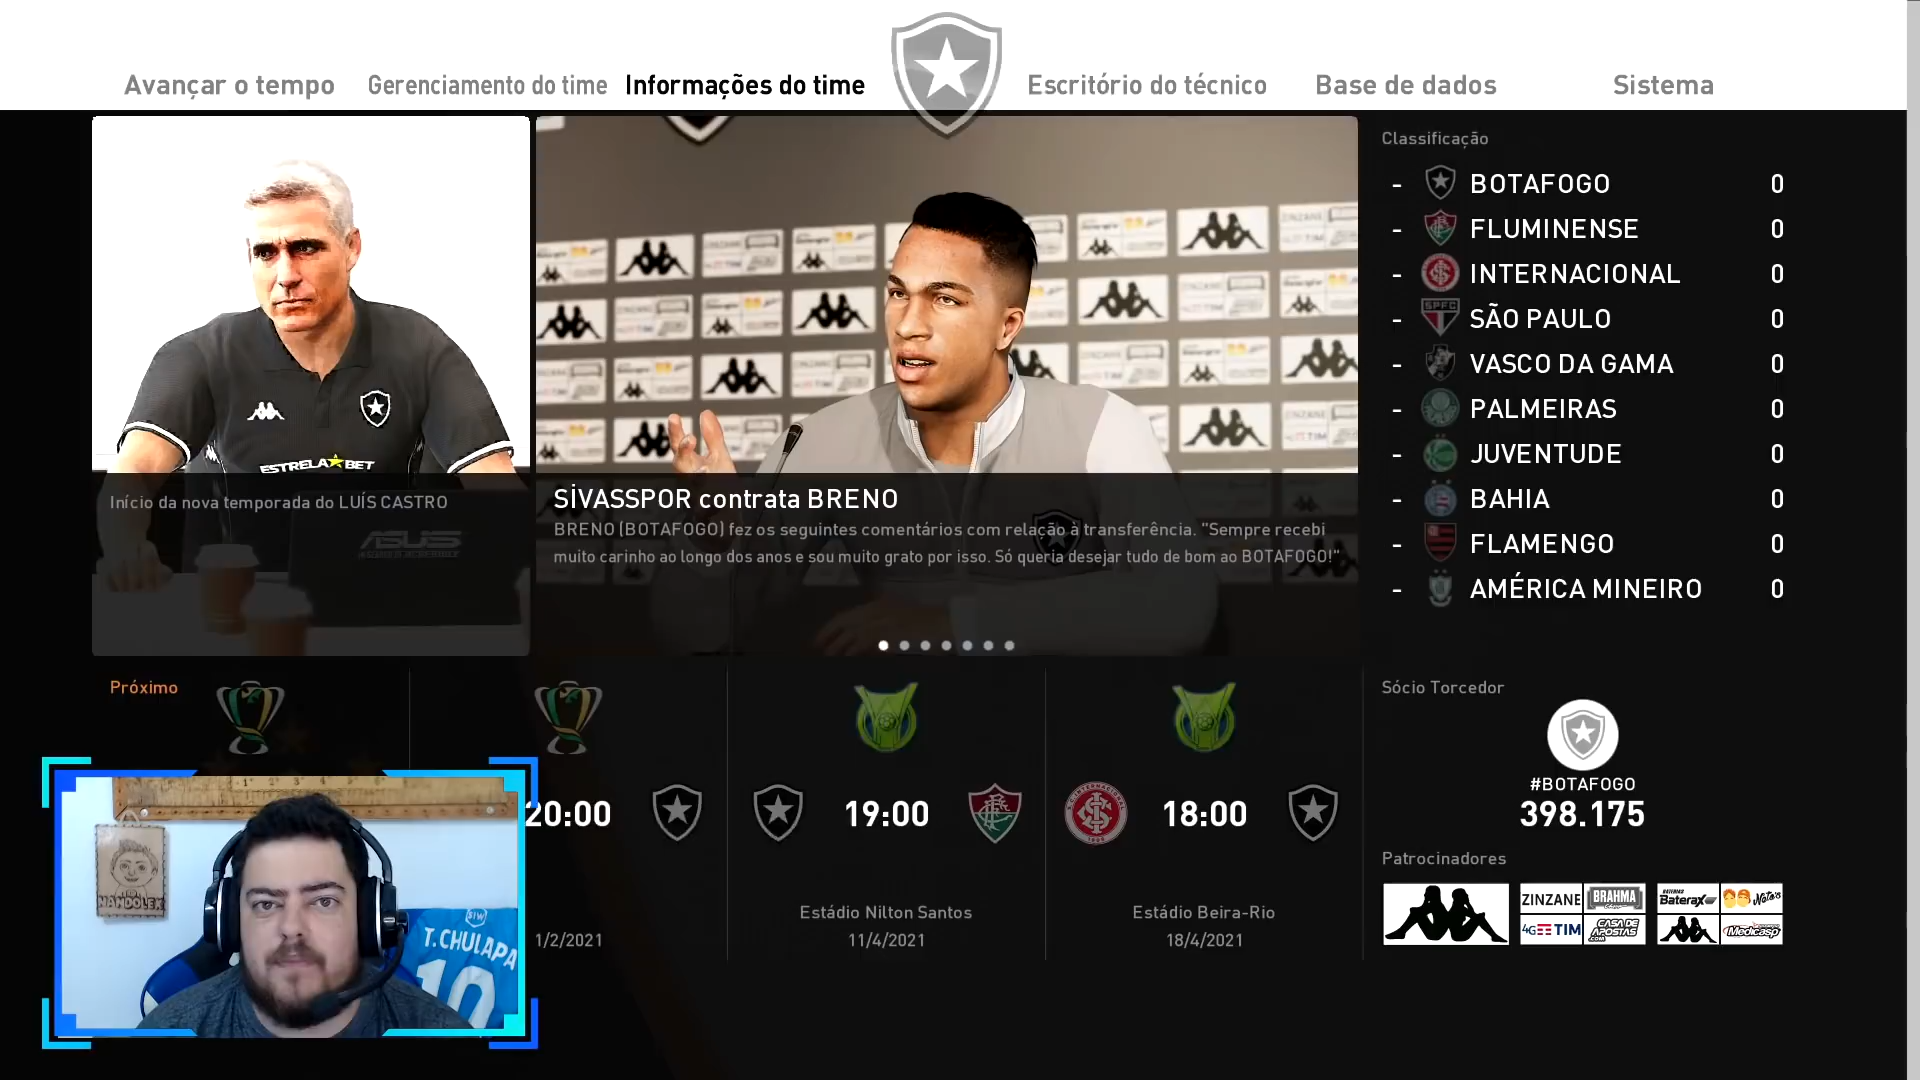 Avançar o tempo
Gerenciamento do time
Informações do time
Escritório do técnico
Base de dados
Sistema
ESTRELABET
Início da nova temporada do LUÍS CASTRO
ASUS
SİVASSPOR contrata BRENO
BRENO (BOTAFOGO) fez os seguintes comentários com relação à transferência. "Sempre recebi
muito carinho ao longo dos anos e sou muito grato por isso. Só queria desejar tudo de bom ao BOTAFOGO!"
Classificação
- BOTAFOGO 0
- FLUMINENSE 0
- INTERNACIONAL 0
- SÃO PAULO 0
- VASCO DA GAMA 0
- PALMEIRAS 0
- JUVENTUDE 0
- BAHIA 0
- FLAMENGO 0
- AMÉRICA MINEIRO 0
Próximo
20:00
1/2/2021
19:00
Estádio Nilton Santos
11/4/2021
18:00
Estádio Beira-Rio
18/4/2021
Sócio Torcedor
#BOTAFOGO
398.175
Patrocinadores
ZINZANE
BRAHMA
4G TIM
CASA DE
APOSTAS
.COM
Baterax
Neto's
Medicasp
MANDOLEK
SIW
T.CHULAPA
10